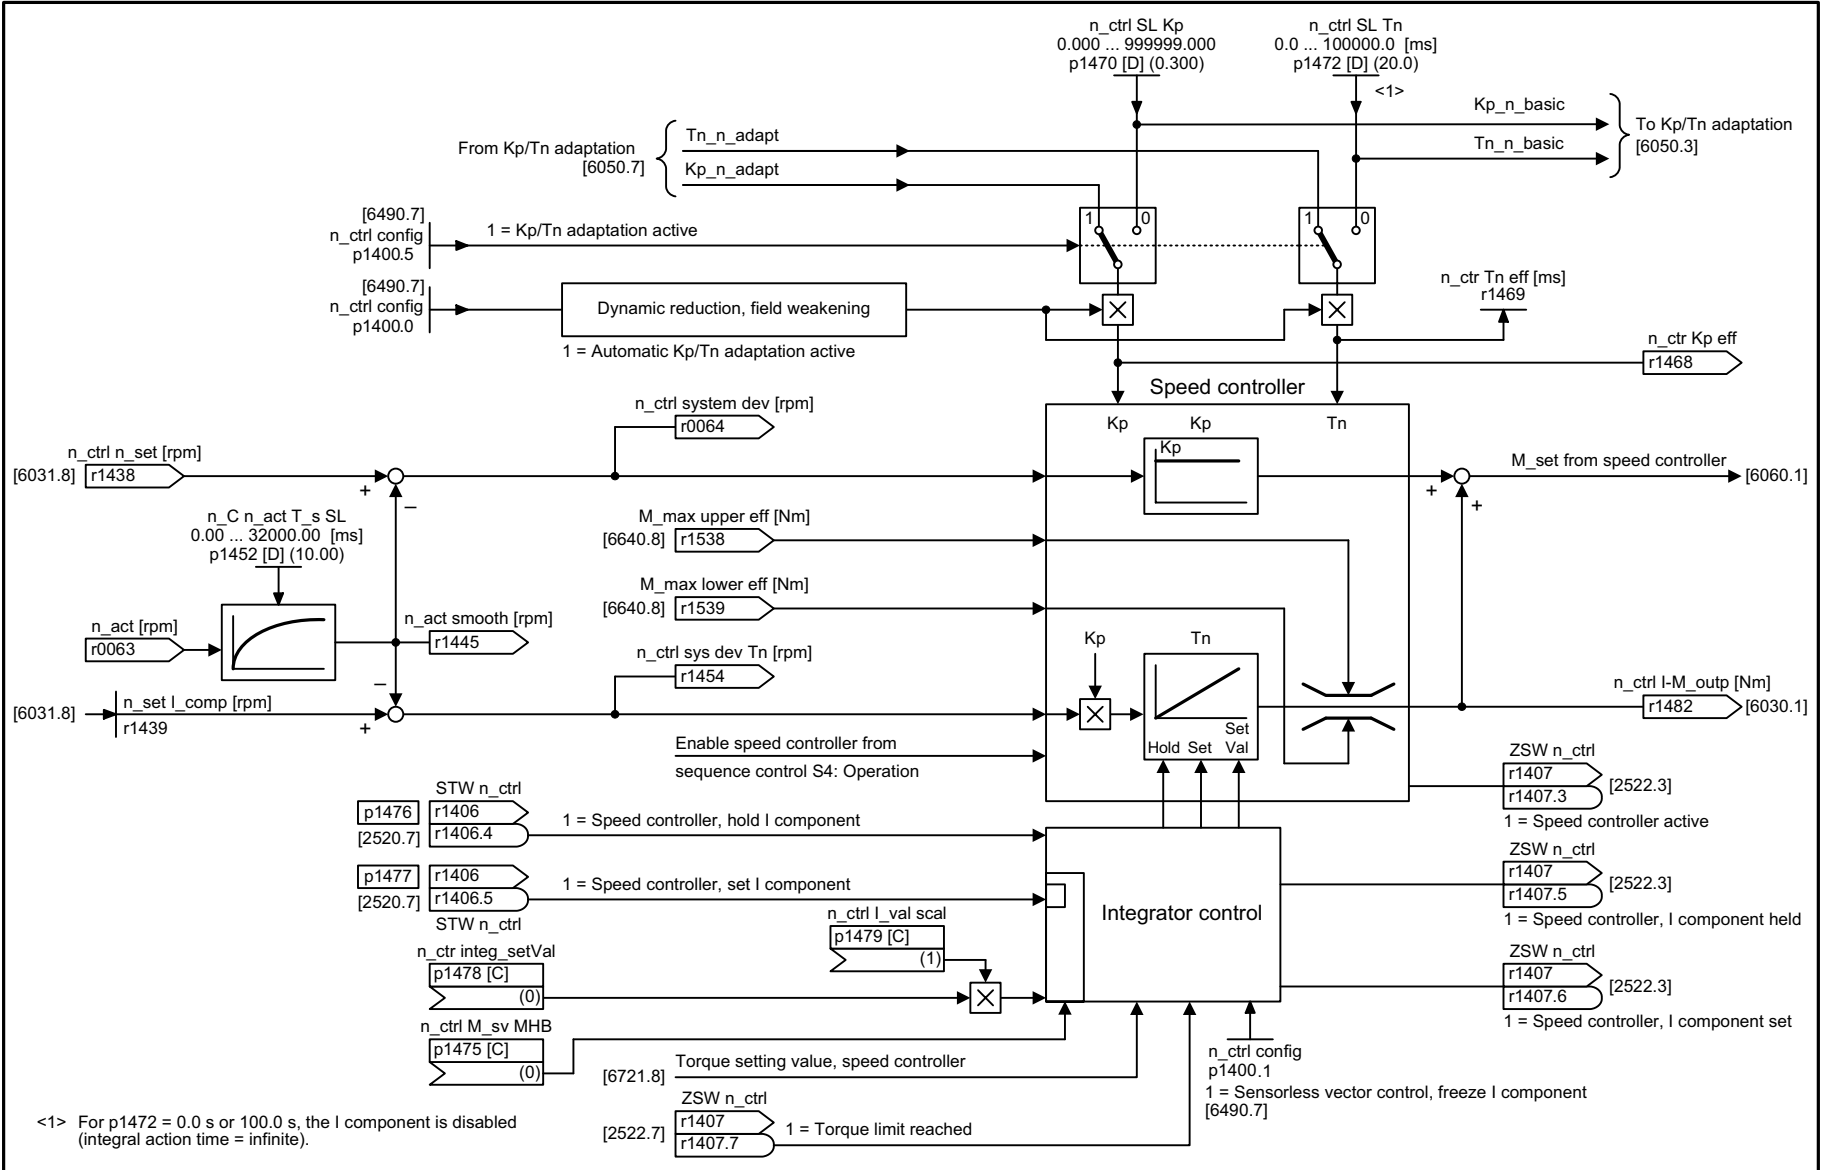 n_ctrl SL Kp
0.000 ... 999999.000
p1470 [D] (0.300)
n_ctrl SL Tn
0.0 ... 100000.0 [ms]
p1472 [D] (20.0)
<1>
Kp_n_basic
Tn_n_basic
To Kp/Tn adaptation
[6050.3]
From Kp/Tn adaptation
[6050.7]
Tn_n_adapt
Kp_n_adapt
[6490.7]
n_ctrl config
p1400.5
1 = Kp/Tn adaptation active
1 0
1 0
[6490.7]
n_ctrl config
p1400.0
Dynamic reduction, field weakening
1 = Automatic Kp/Tn adaptation active
n_ctr Tn eff [ms]
r1469
n_ctr Kp eff
r1468
Speed controller
Kp
Kp
Tn
Kp
n_ctrl system dev [rpm]
r0064
n_ctrl n_set [rpm]
[6031.8]
r1438
+
–
+
+
M_set from speed controller
[6060.1]
n_C n_act T_s SL
0.00 ... 32000.00 [ms]
p1452 [D] (10.00)
M_max upper eff [Nm]
[6640.8]
r1538
M_max lower eff [Nm]
[6640.8]
r1539
n_act [rpm]
r0063
n_act smooth [rpm]
r1445
n_ctrl sys dev Tn [rpm]
r1454
Kp
Tn
–
+
[6031.8]
n_set I_comp [rpm]
r1439
n_ctrl I-M_outp [Nm]
r1482
[6030.1]
Hold Set Set Val
Enable speed controller from
sequence control S4: Operation
ZSW n_ctrl
r1407
r1407.3
[2522.3]
1 = Speed controller active
STW n_ctrl
p1476
[2520.7]
r1406
r1406.4
1 = Speed controller, hold I component
p1477
[2520.7]
r1406
r1406.5
STW n_ctrl
1 = Speed controller, set I component
Integrator control
ZSW n_ctrl
r1407
r1407.5
[2522.3]
1 = Speed controller, I component held
n_ctrl I_val scal
p1479 [C]
(1)
n_ctr integ_setVal
p1478 [C]
(0)
ZSW n_ctrl
r1407
r1407.6
[2522.3]
1 = Speed controller, I component set
n_ctrl M_sv MHB
p1475 [C]
(0)
[6721.8]
Torque setting value, speed controller
n_ctrl config
p1400.1
1 = Sensorless vector control, freeze I component
[6490.7]
ZSW n_ctrl
[2522.7]
r1407
r1407.7
1 = Torque limit reached
<1> For p1472 = 0.0 s or 100.0 s, the I component is disabled
(integral action time = infinite).